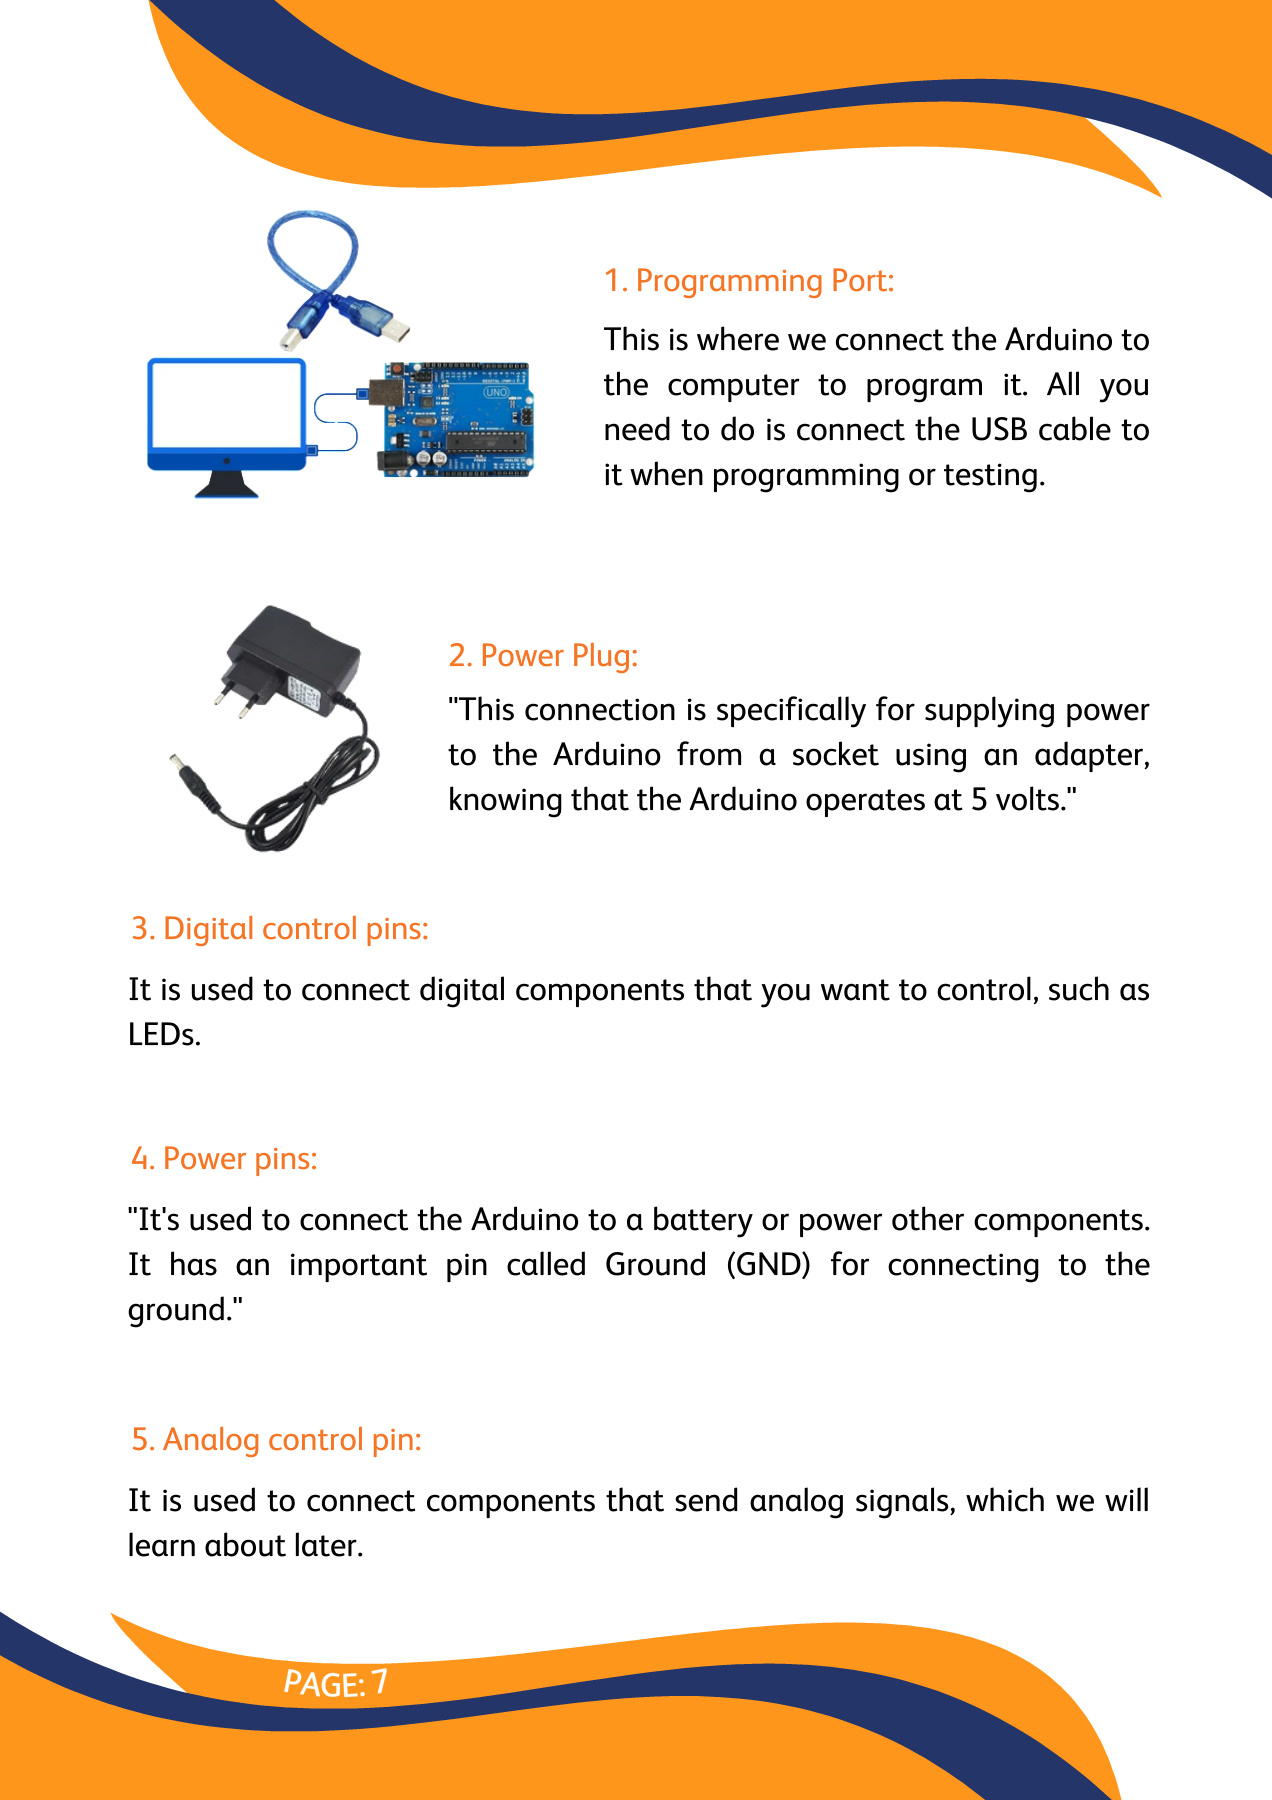 1. Programming Port:
This is where we connect the Arduino to
the computer to program it. All you
need to do is connect the USB cable to
it when programming or testing.
UNO
2. Power Plug:
"This connection is specifically for supplying power
to the Arduino from a socket using an adapter,
knowing that the Arduino operates at 5 volts."
3. Digital control pins:
It is used to connect digital components that you want to control, such as
LEDs.
4. Power pins:
"It's used to connect the Arduino to a battery or power other components.
It has an important pin called Ground (GND) for connecting to the
ground."
5. Analog control pin:
It is used to connect components that send analog signals, which we will
learn about later.
PAGE: 7